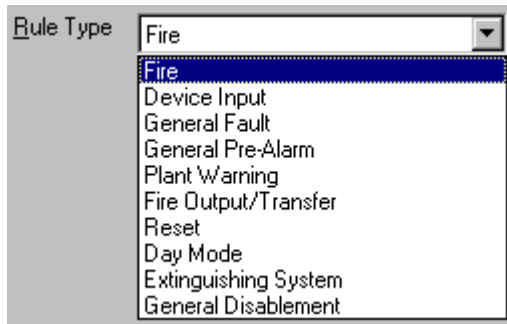 Rule Type
Fire
Fire
Device Input
General Fault
General Pre-Alarm
Plant Warning
Fire Output/Transfer
Reset
Day Mode
Extinguishing System
General Disablement